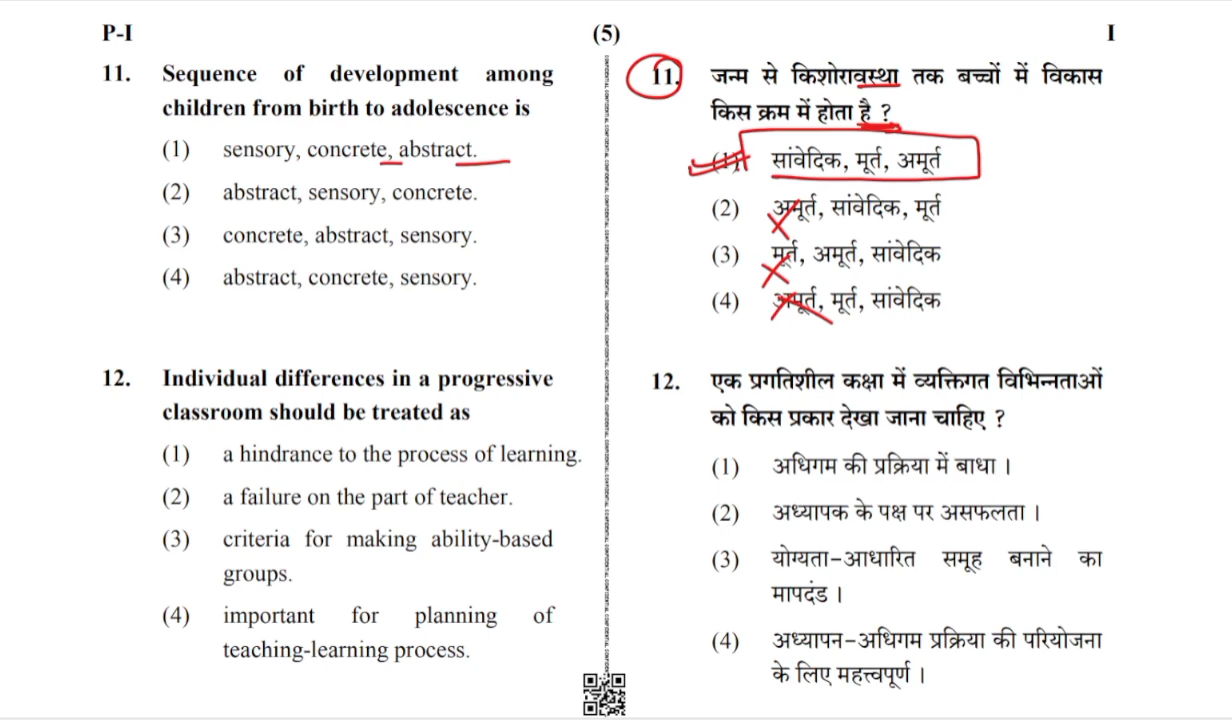 P-I
(5)
I
11. Sequence of development among
children from birth to adolescence is
(1) sensory, concrete, abstract.
(2) abstract, sensory, concrete.
(3) concrete, abstract, sensory.
(4) abstract, concrete, sensory.
12. Individual differences in a progressive
classroom should be treated as
(1) a hindrance to the process of learning.
(2) a failure on the part of teacher.
(3) criteria for making ability-based
groups.
(4) important for planning of
teaching-learning process.
11. जन्म से किशोरावस्था तक बच्चों में विकास
किस क्रम में होता है ?
(1) सांवेदिक, मूर्त, अमूर्त
(2) अमूर्त, सांवेदिक, मूर्त
(3) मूर्त, अमूर्त, सांवेदिक
(4) अमूर्त, मूर्त, सांवेदिक
12. एक प्रगतिशील कक्षा में व्यक्तिगत विभिन्नताओं
को किस प्रकार देखा जाना चाहिए ?
(1) अधिगम की प्रक्रिया में बाधा ।
(2) अध्यापक के पक्ष पर असफलता ।
(3) योग्यता-आधारित समूह बनाने का
मापदंड ।
(4) अध्यापन-अधिगम प्रक्रिया की परियोजना
के लिए महत्त्वपूर्ण ।